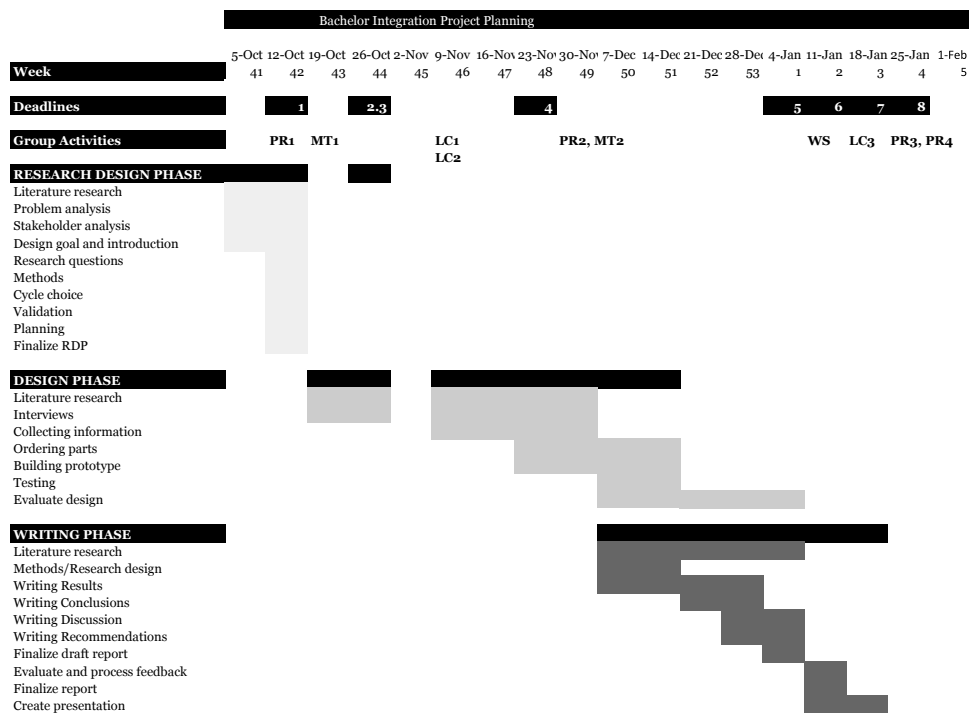 Bachelor Integration Project Planning
5-Oct 12-Oct 19-Oct 26-Oct 2-Nov 9-Nov 16-Nov 23-Nov 30-Nov 7-Dec 14-Dec 21-Dec 28-Dec 4-Jan 11-Jan 18-Jan 25-Jan 1-Feb
Week 41 42 43 44 45 46 47 48 49 50 51 52 53 1 2 3 4 5
Deadlines 1 2.3 4 5 6 7 8
Group Activities PR1 MT1 LC1 PR2, MT2 WS LC3 PR3, PR4
LC2
RESEARCH DESIGN PHASE
Literature research
Problem analysis
Stakeholder analysis
Design goal and introduction
Research questions
Methods
Cycle choice
Validation
Planning
Finalize RDP
DESIGN PHASE
Literature research
Interviews
Collecting information
Ordering parts
Building prototype
Testing
Evaluate design
WRITING PHASE
Literature research
Methods/Research design
Writing Results
Writing Conclusions
Writing Discussion
Writing Recommendations
Finalize draft report
Evaluate and process feedback
Finalize report
Create presentation